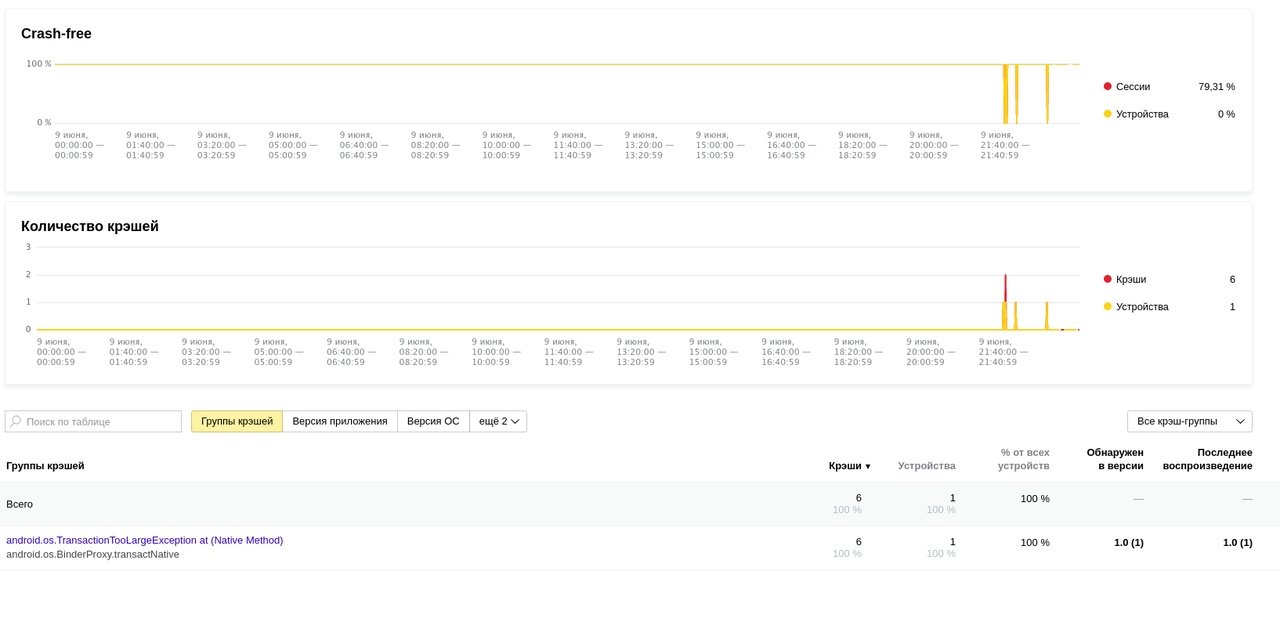 Crash-free
100 %
0 %
9 июня, 00:00:00 — 00:00:59
9 июня, 01:40:00 — 01:40:59
9 июня, 03:20:00 — 03:20:59
9 июня, 05:00:00 — 05:00:59
9 июня, 06:40:00 — 06:40:59
9 июня, 08:20:00 — 08:20:59
9 июня, 10:00:00 — 10:00:59
9 июня, 11:40:00 — 11:40:59
9 июня, 13:20:00 — 13:20:59
9 июня, 15:00:00 — 15:00:59
9 июня, 16:40:00 — 16:40:59
9 июня, 18:20:00 — 18:20:59
9 июня, 20:00:00 — 20:00:59
9 июня, 21:40:00 — 21:40:59
Сессии 79,31 %
Устройства 0 %
Количество крэшей
3
2
1
0
9 июня, 00:00:00 — 00:00:59
9 июня, 01:40:00 — 01:40:59
9 июня, 03:20:00 — 03:20:59
9 июня, 05:00:00 — 05:00:59
9 июня, 06:40:00 — 06:40:59
9 июня, 08:20:00 — 08:20:59
9 июня, 10:00:00 — 10:00:59
9 июня, 11:40:00 — 11:40:59
9 июня, 13:20:00 — 13:20:59
9 июня, 15:00:00 — 15:00:59
9 июня, 16:40:00 — 16:40:59
9 июня, 18:20:00 — 18:20:59
9 июня, 20:00:00 — 20:00:59
9 июня, 21:40:00 — 21:40:59
Крэши 6
Устройства 1
Поиск по таблице
Группы крэшей Версия приложения Версия ОС ещё 2
Все крэш-группы
Группы крэшей Крэши ▼ Устройства % от всех устройств Обнаружен в версии Последнее воспроизведение
Всего 6 1 100 % — —
100 % 100 %
android.os.TransactionTooLargeException at (Native Method) 6 1 100 % 1.0 (1) 1.0 (1)
android.os.BinderProxy.transactNative 100 % 100 %